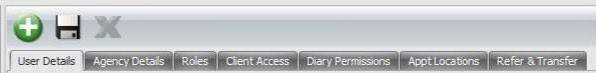 User Details Agency Details Roles Client Access Diary Permissions Appt Locations Refer & Transfer